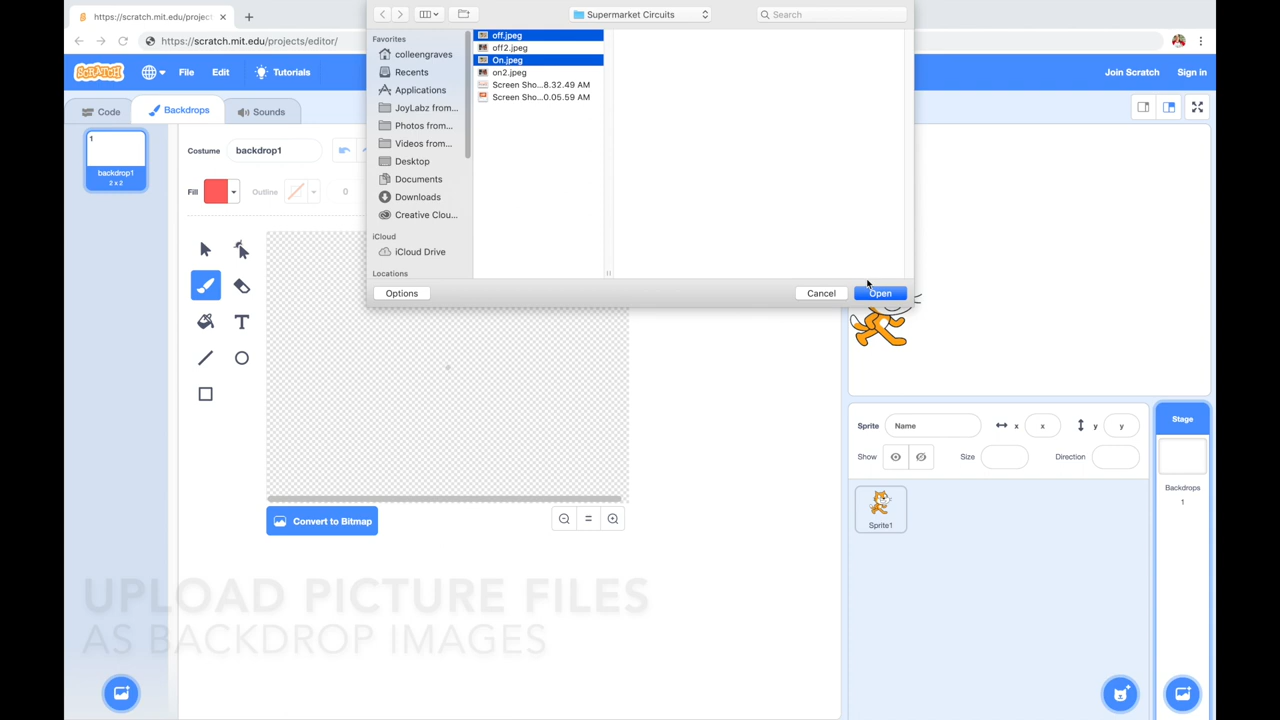 https://scratch.mit.edu/project
https://scratch.mit.edu/projects/editor/
Supermarket Circuits
Search
SCRATCH
File
Edit
Tutorials
Join Scratch
Sign in
Code
Backdrops
Sounds
Favorites
colleengraves
Recents
Applications
JoyLabz from...
Photos from...
Videos from...
Desktop
Documents
Downloads
Creative Clou...
iCloud
iCloud Drive
Locations
off.jpeg
off2.jpeg
On.jpeg
on2.jpeg
Screen Sho...8.32.49 AM
Screen Sho...0.05.59 AM
Options
Cancel
Open
1
backdrop1
2 x 2
Costume
backdrop1
Fill
Outline
0
T
Convert to Bitmap
Sprite
Name
x
x
y
y
Show
Size
Direction
Sprite1
Stage
Backdrops
1
UPLOAD PICTURE FILES
AS BACKDROP IMAGES